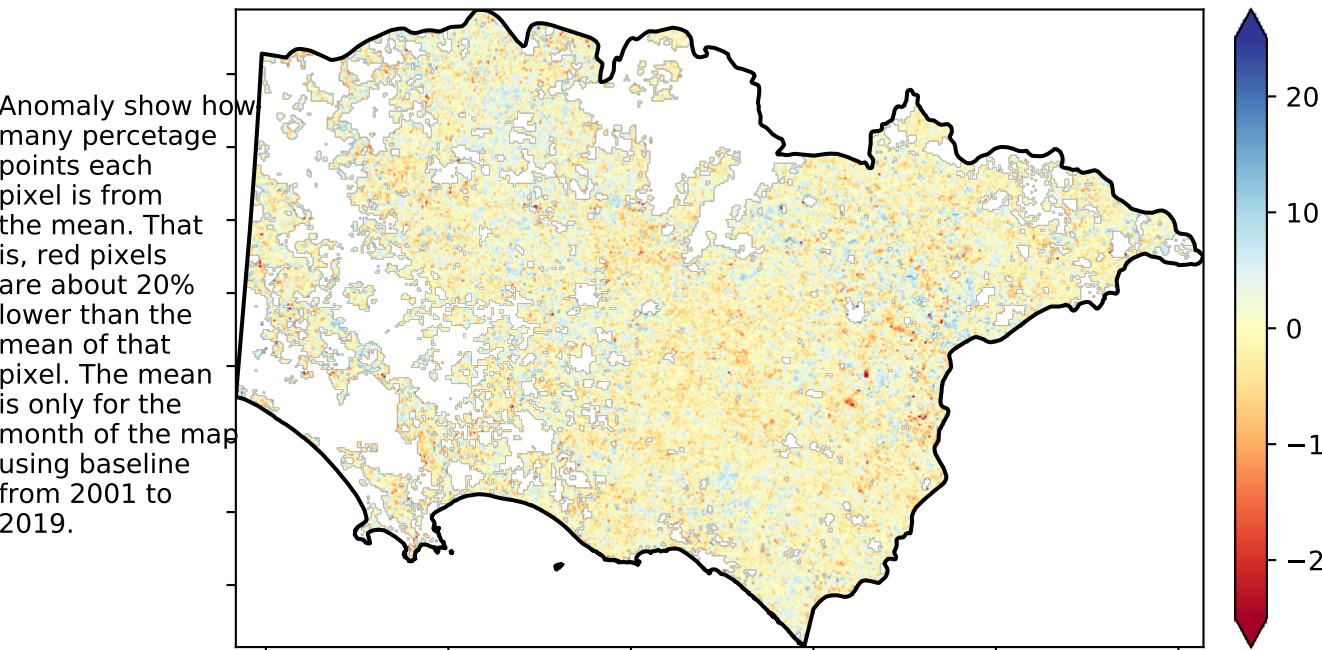 Anomaly show how
many percetage
points each
pixel is from
the mean. That
is, red pixels
are about 20%
lower than the
mean of that
pixel. The mean
is only for the
month of the map
using baseline
from 2001 to
2019.
20
10
0
−1
−2